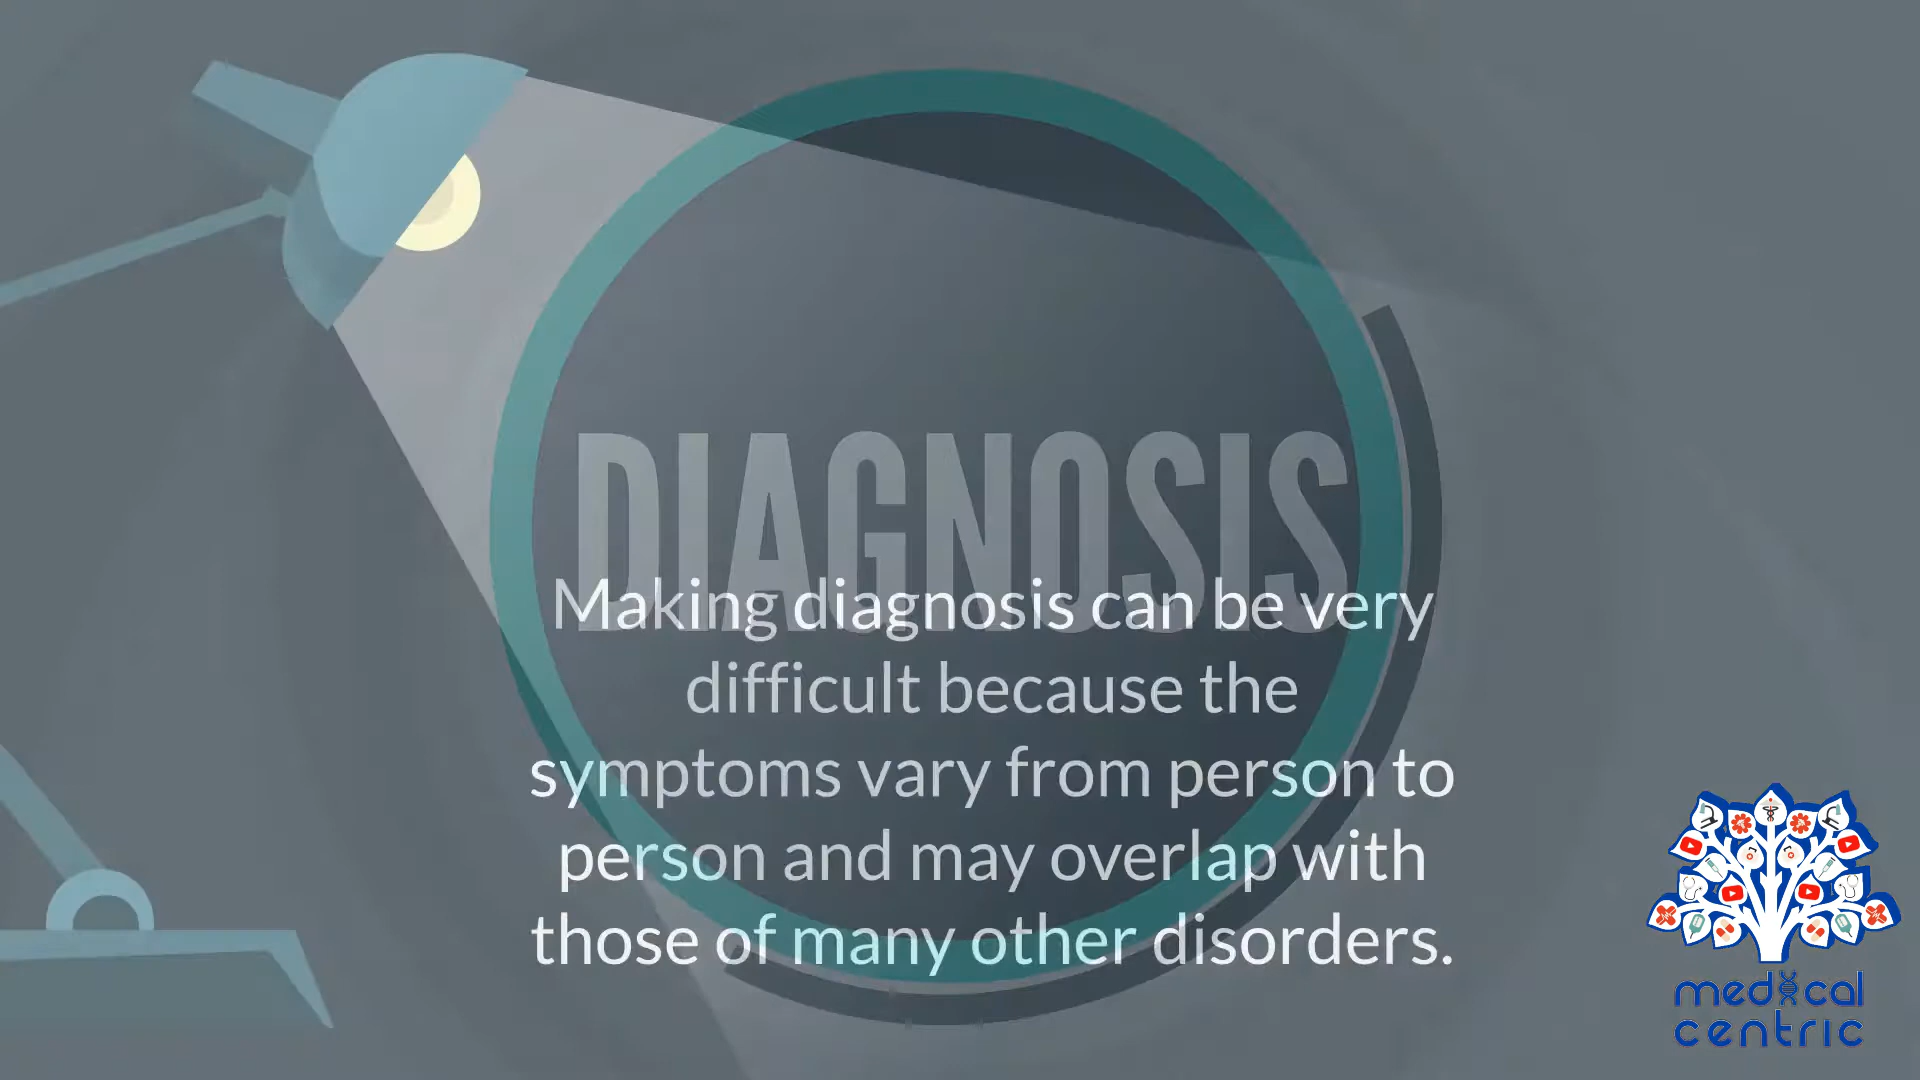 DIAGNOSIS
Making diagnosis can be very
difficult because the
symptoms vary from person to
person and may overlap with
those of many other disorders.
medical
centric